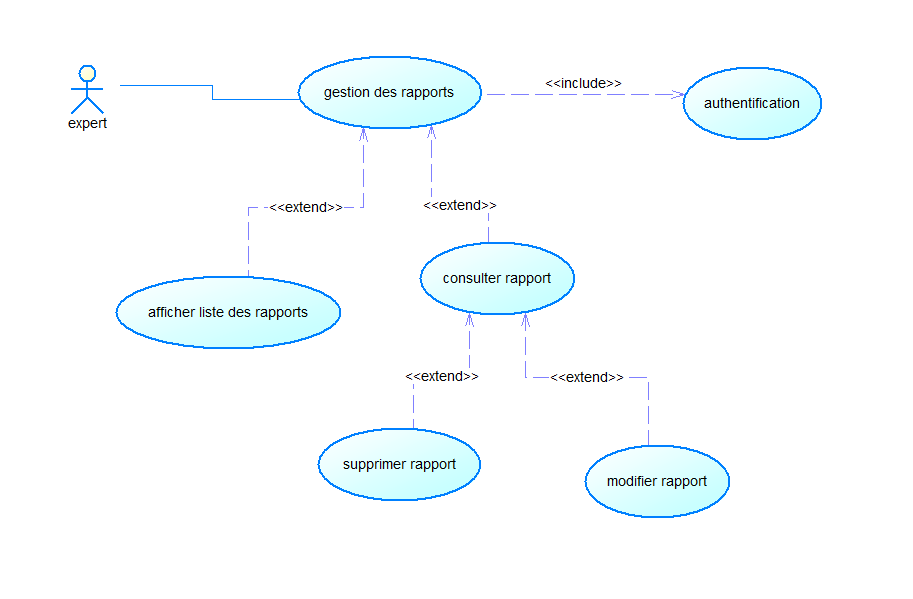 gestion des rapports
<<include>>
authentification
expert
<<extend>>
<<extend>>
consulter rapport
afficher liste des rapports
<<extend>>
<<extend>>
supprimer rapport
modifier rapport